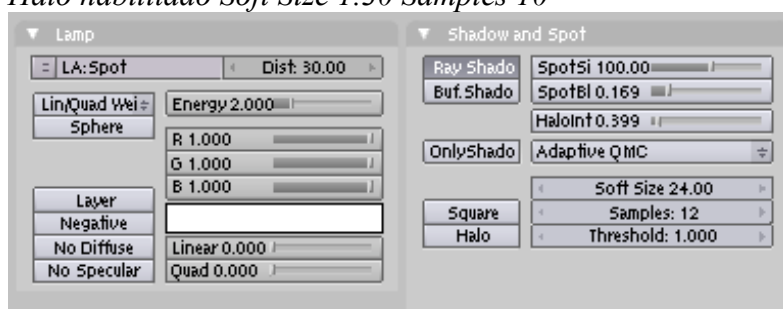 Halo habilitado Soft Size 1.50 Samples 16
Lamp
LA:Spot
Dist: 30.00
Lin/Quad Wei
Energy 2.000
Sphere
R 1.000
G 1.000
B 1.000
Layer
Negative
No Diffuse
Linear 0.000
No Specular
Quad 0.000
Shadow and Spot
Ray Shado
SpotSi 100.00
Buf.Shado
SpotBl 0.169
HaloInt 0.399
OnlyShado
Adaptive QMC
Soft Size 24.00
Square
Samples: 12
Halo
Threshold: 1.000